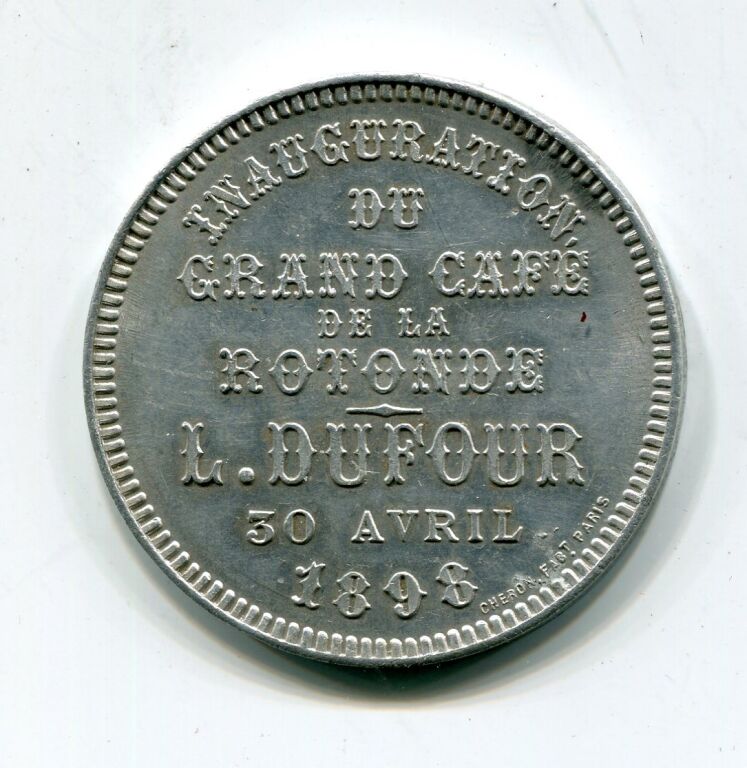 INAUGURATION
DU
GRAND CAFÉ
DE LA
ROTONDE
L. DUFOUR
30 AVRIL
1898
CHERON. FABT PARIS